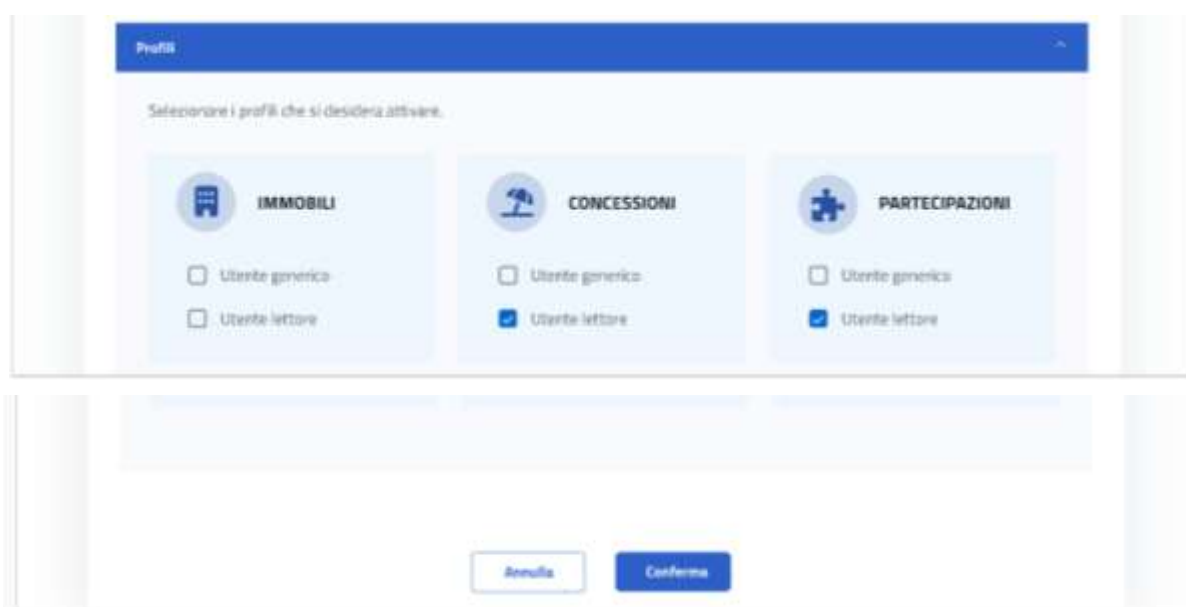 Profili
Selezionare i profili che si desidera attivare.
IMMOBILI
Utente generico
Utente lettore
CONCESSIONI
Utente generico
Utente lettore
PARTECIPAZIONI
Utente generico
Utente lettore
Annulla
Conferma